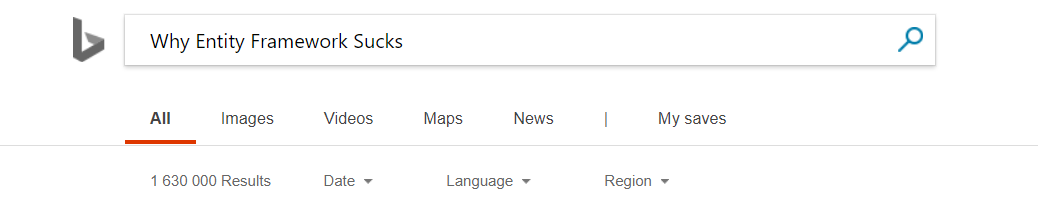 Why Entity Framework Sucks
All Images Videos Maps News | My saves
1 630 000 Results Date Language Region